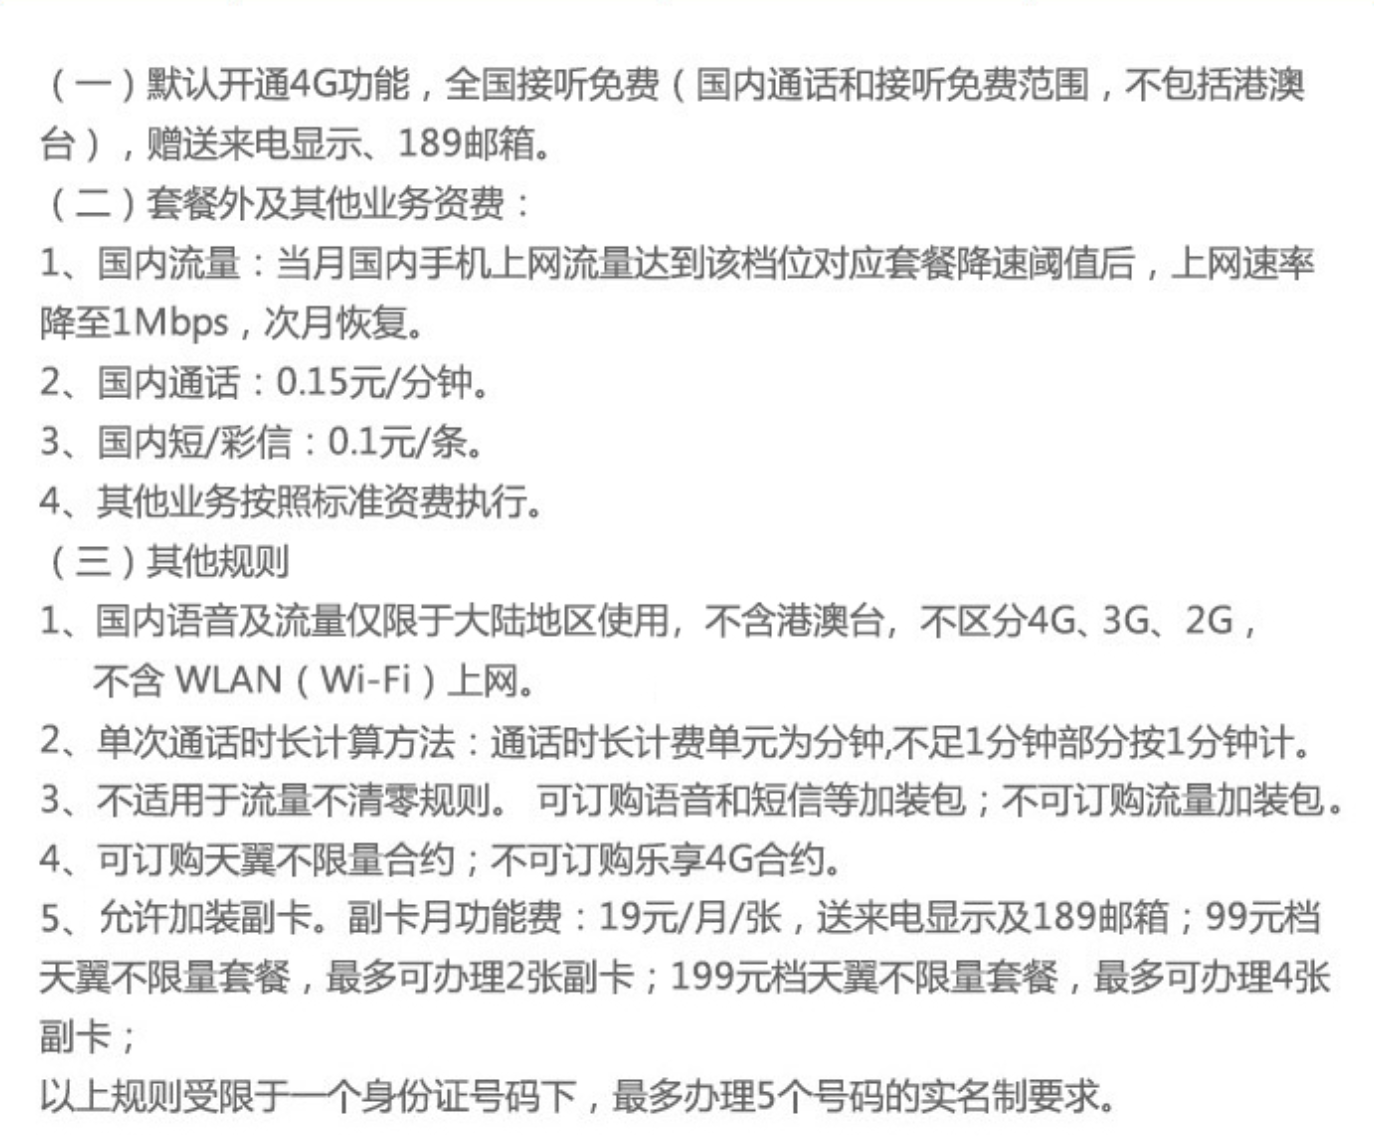 （一）默认开通4G功能，全国接听免费（国内通话和接听免费范围，不包括港澳
台），赠送来电显示、189邮箱。
（二）套餐外及其他业务资费：
1、国内流量：当月国内手机上网流量达到该档位对应套餐降速阈值后，上网速率
降至1Mbps，次月恢复。
2、国内通话：0.15元/分钟。
3、国内短/彩信：0.1元/条。
4、其他业务按照标准资费执行。
（三）其他规则
1、国内语音及流量仅限于大陆地区使用，不含港澳台，不区分4G、3G、2G，
不含 WLAN（Wi-Fi）上网。
2、单次通话时长计算方法：通话时长计费单元为分钟,不足1分钟部分按1分钟计。
3、不适用于流量不清零规则。 可订购语音和短信等加装包；不可订购流量加装包。
4、可订购天翼不限量合约；不可订购乐享4G合约。
5、允许加装副卡。副卡月功能费：19元/月/张，送来电显示及189邮箱；99元档
天翼不限量套餐，最多可办理2张副卡；199元档天翼不限量套餐，最多可办理4张
副卡；
以上规则受限于一个身份证号码下，最多办理5个号码的实名制要求。